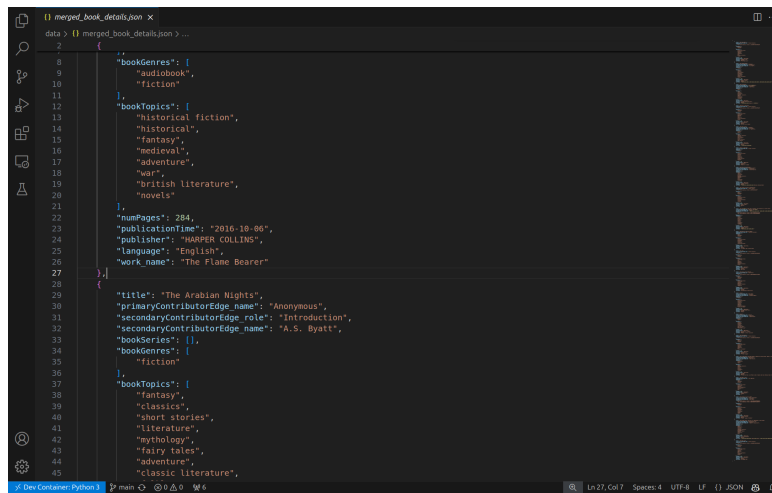 {} merged_book_details.json ×
data > {} merged_book_details.json > ...
2 {
7 ],
8 "bookGenres": [
9 "audiobook",
10 "fiction"
11 ],
12 "bookTopics": [
13 "historical fiction",
14 "historical",
15 "fantasy",
16 "medieval",
17 "adventure",
18 "war",
19 "british literature",
20 "novels"
21 ],
22 "numPages": 284,
23 "publicationTime": "2016-10-06",
24 "publisher": "HARPER COLLINS",
25 "language": "English",
26 "work_name": "The Flame Bearer"
27 },
28 {
29 "title": "The Arabian Nights",
30 "primaryContributorEdge_name": "Anonymous",
31 "secondaryContributorEdge_role": "Introduction",
32 "secondaryContributorEdge_name": "A.S. Byatt",
33 "bookSeries": [],
34 "bookGenres": [
35 "fiction"
36 ],
37 "bookTopics": [
38 "fantasy",
39 "classics",
40 "short stories",
41 "literature",
42 "mythology",
43 "fairy tales",
44 "adventure",
45 "classic literature",
Dev Container: Python 3 main 0 0 6 Ln 27, Col 7 Spaces: 4 UTF-8 LF {} JSON